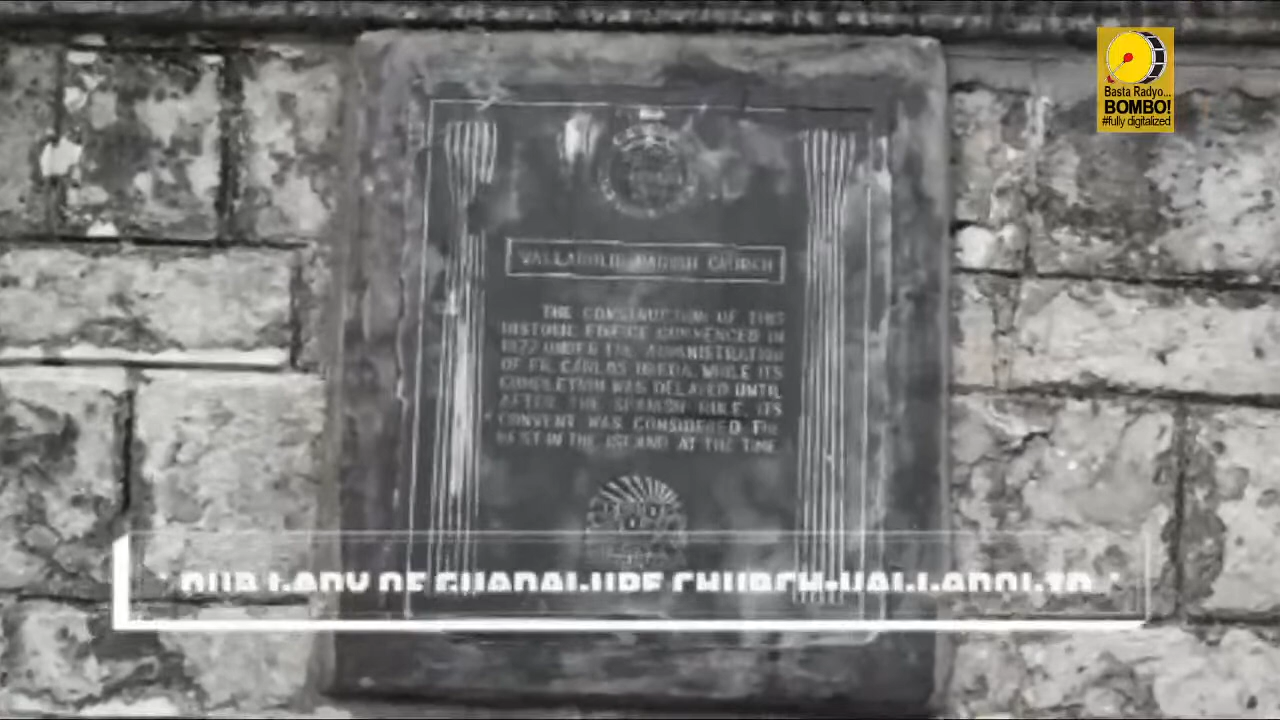 Basta Radyo...
BOMBO!
#fully digitalized
VALLADOLID PARISH CHURCH
THE CONSTRUCTION OF THIS
HISTORIC EDIFICE COMMENCED IN
1877 UNDER THE ADMINISTRATION
OF FR. CARLOS UBEDA. WHILE ITS
COMPLETION WAS DELAYED UNTIL
AFTER THE SPANISH RULE, ITS
CONVENT WAS CONSIDERED THE
BEST IN THE ISLAND AT THE TIME.
OUR LADY OF GUADALUPE CHURCH-VALLADOLID